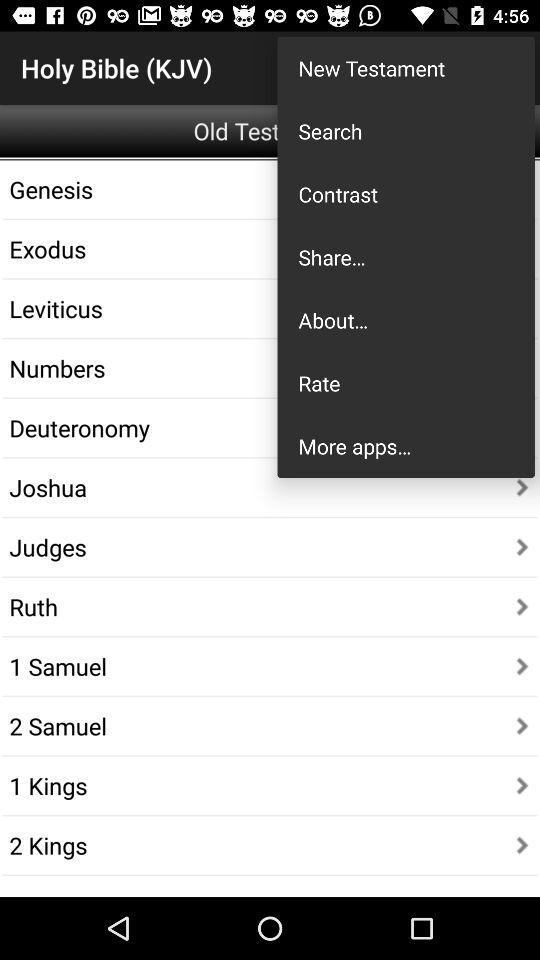 4:56
Holy Bible (KJV)
New Testament
Old Test
Search
Genesis
Contrast
Exodus
Share…
Leviticus
About…
Numbers
Rate
Deuteronomy
More apps…
Joshua
Judges
Ruth
1 Samuel
2 Samuel
1 Kings
2 Kings